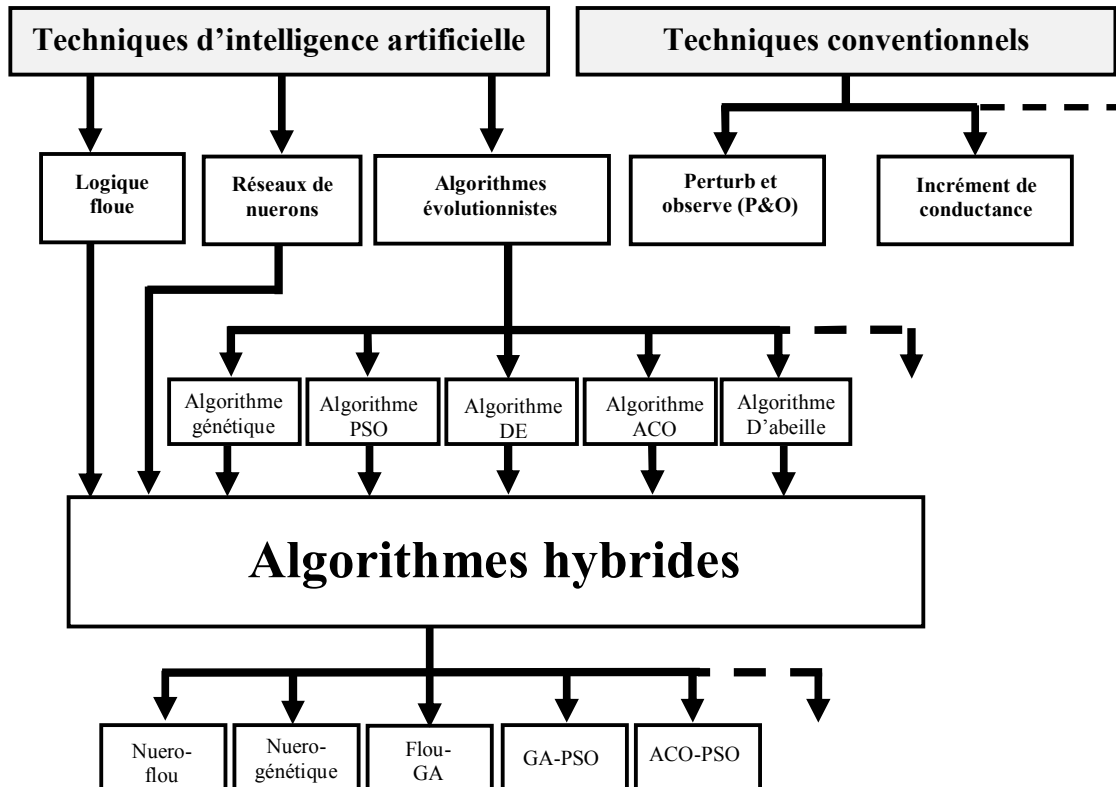 Techniques d’intelligence artificielle
Techniques conventionnels
Logique
floue
Réseaux de
nuerons
Algorithmes
évolutionnistes
Perturb et
observe (P&O)
Incrément de
conductance
Algorithme
génétique
Algorithme
PSO
Algorithme
DE
Algorithme
ACO
Algorithme
D’abeille
Algorithmes hybrides
Nuero-
flou
Nuero-
génétique
Flou-
GA
GA-PSO
ACO-PSO